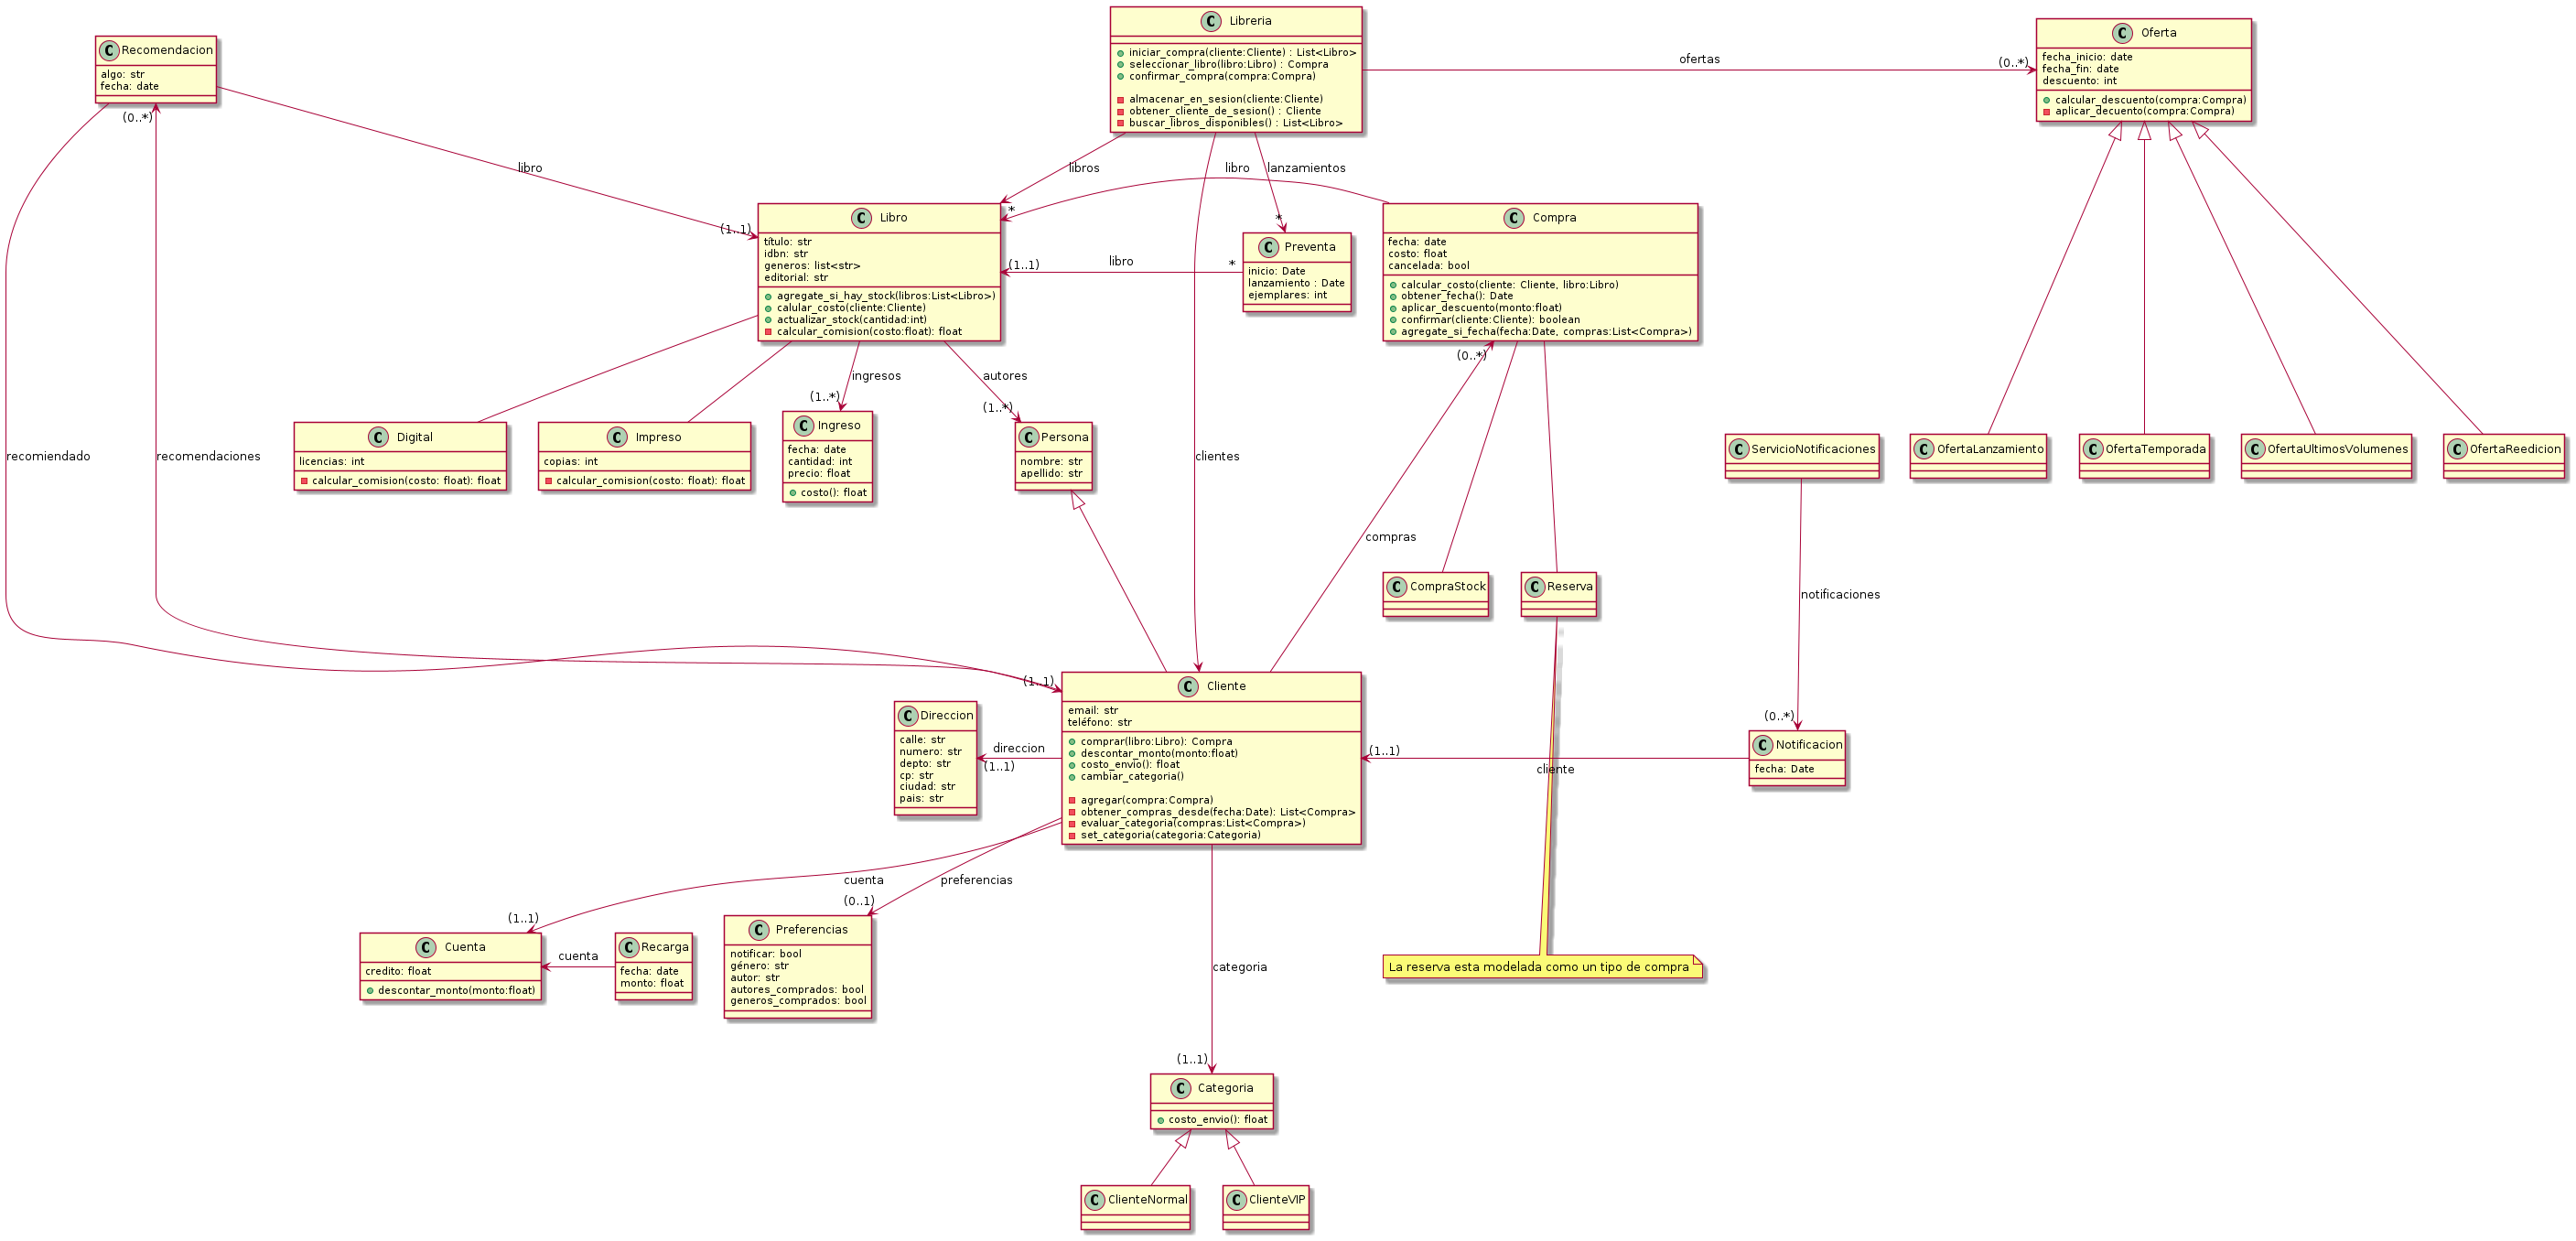 Libreria
iniciar_compra(cliente:Cliente) : List<Libro>
seleccionar_libro(libro:Libro) : Compra
confirmar_compra(compra:Compra)
almacenar_en_sesion(cliente:Cliente)
obtener_cliente_de_sesion() : Cliente
buscar_libros_disponibles() : List<Libro>
ofertas
(0..*)
Oferta
fecha_inicio: date
fecha_fin: date
descuento: int
calcular_descuento(compra:Compra)
aplicar_decuento(compra:Compra)
Recomendacion
algo: str
fecha: date
(0..*)
libro
(1..1)
libros
libro
lanzamientos
*
*
Libro
título: str
idbn: str
generos: list<str>
editorial: str
agregate_si_hay_stock(libros:List<Libro>)
calular_costo(cliente:Cliente)
actualizar_stock(cantidad:int)
calcular_comision(costo:float): float
(1..1)
libro
*
Preventa
inicio: Date
lanzamiento : Date
ejemplares: int
Compra
fecha: date
costo: float
cancelada: bool
calcular_costo(cliente: Cliente, libro:Libro)
obtener_fecha(): Date
aplicar_descuento(monto:float)
confirmar(cliente:Cliente): boolean
agregate_si_fecha(fecha:Date, compras:List<Compra>)
(0..*)
ingresos
(1..*)
autores
(1..*)
recomiendado
recomendaciones
Digital
licencias: int
calcular_comision(costo: float): float
Impreso
copias: int
calcular_comision(costo: float): float
Ingreso
fecha: date
cantidad: int
precio: float
costo(): float
Persona
nombre: str
apellido: str
clientes
ServicioNotificaciones
OfertaLanzamiento
OfertaTemporada
OfertaUltimosVolumenes
OfertaReedicion
compras
CompraStock
Reserva
notificaciones
(0..*)
(1..1)
Cliente
email: str
teléfono: str
comprar(libro:Libro): Compra
descontar_monto(monto:float)
costo_envío(): float
cambiar_categoria()
agregar(compra:Compra)
obtener_compras_desde(fecha:Date): List<Compra>
evaluar_categoria(compras:List<Compra>)
set_categoria(categoria:Categoria)
Direccion
calle: str
numero: str
depto: str
cp: str
ciudad: str
pais: str
direccion
(1..1)
(1..1)
cliente
Notificacion
fecha: Date
cuenta
(1..1)
preferencias
(0..1)
Cuenta
credito: float
descontar_monto(monto:float)
cuenta
Recarga
fecha: date
monto: float
Preferencias
notificar: bool
género: str
autor: str
autores_comprados: bool
generos_comprados: bool
categoria
(1..1)
La reserva esta modelada como un tipo de compra
Categoria
costo_envio(): float
ClienteNormal
ClienteVIP